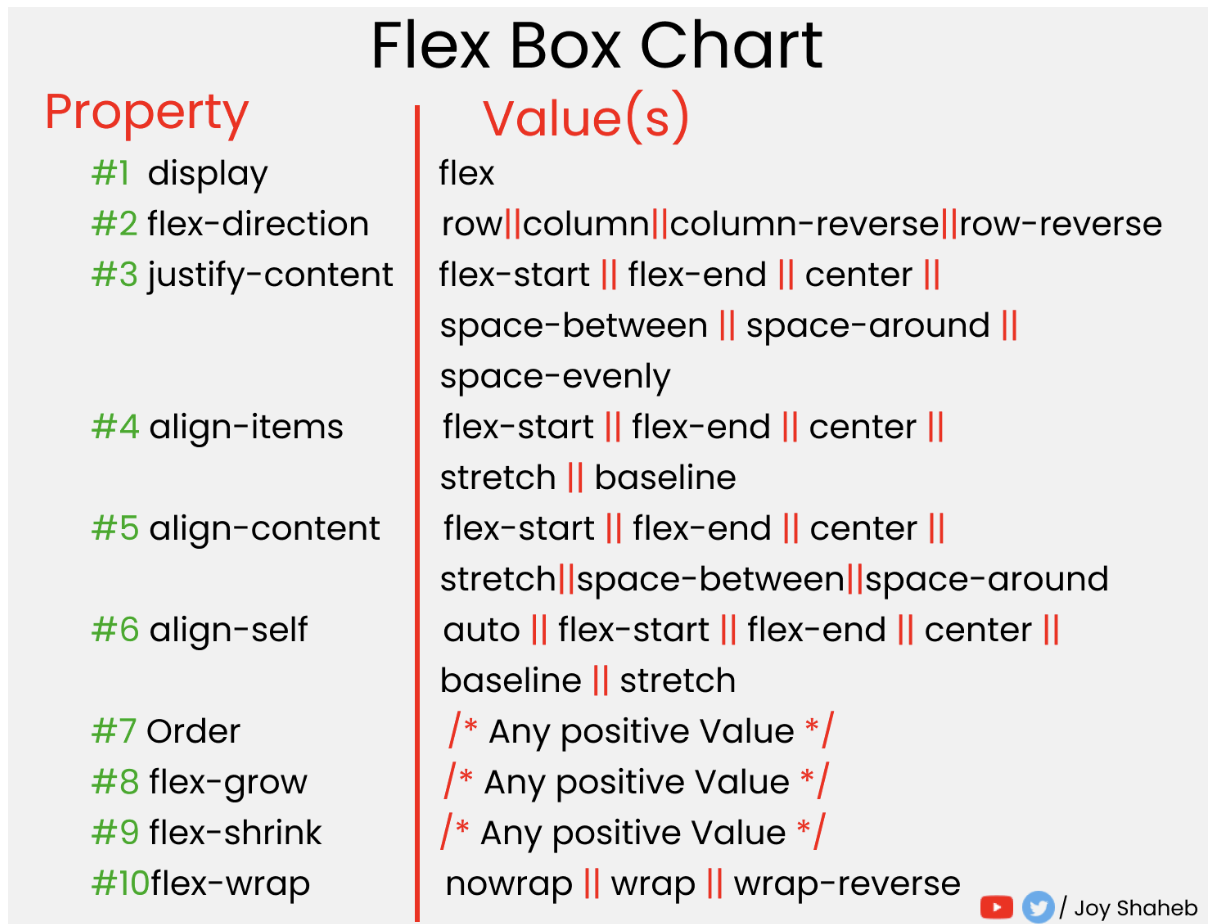 Flex Box Chart
Property Value(s)
#1 display flex
#2 flex-direction row||column||column-reverse||row-reverse
#3 justify-content flex-start || flex-end || center ||
space-between || space-around ||
space-evenly
#4 align-items flex-start || flex-end || center ||
stretch || baseline
#5 align-content flex-start || flex-end || center ||
stretch||space-between||space-around
#6 align-self auto || flex-start || flex-end || center ||
baseline || stretch
#7 Order /* Any positive Value */
#8 flex-grow /* Any positive Value */
#9 flex-shrink /* Any positive Value */
#10flex-wrap nowrap || wrap || wrap-reverse
/ Joy Shaheb